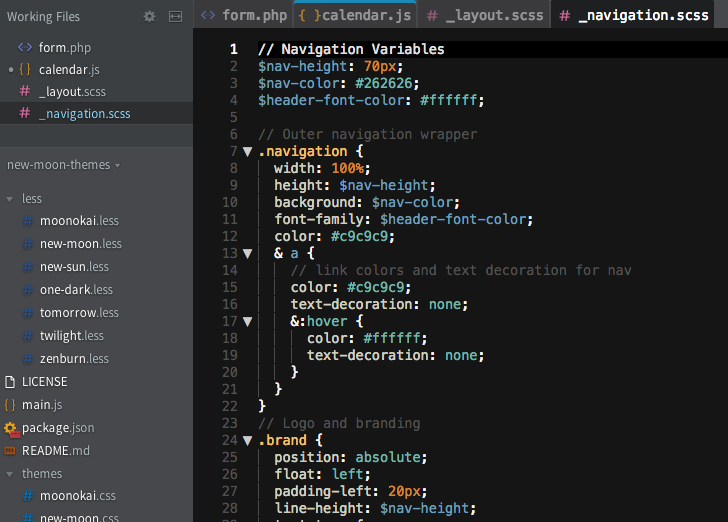 Working Files
form.php
calendar.js
_layout.scss
_navigation.scss
new-moon-themes
less
moonokai.less
new-moon.less
new-sun.less
one-dark.less
tomorrow.less
twilight.less
zenburn.less
LICENSE
main.js
package.json
README.md
themes
moonokai.css
new-moon.css
<> form.php { }calendar.js # _layout.scss # _navigation.scss
1 // Navigation Variables
2 $nav-height: 70px;
3 $nav-color: #262626;
4 $header-font-color: #ffffff;
5
6 // Outer navigation wrapper
7 .navigation {
8 width: 100%;
9 height: $nav-height;
10 background: $nav-color;
11 font-family: $header-font-color;
12 color: #c9c9c9;
13 & a {
14 // link colors and text decoration for nav
15 color: #c9c9c9;
16 text-decoration: none;
17 &:hover {
18 color: #ffffff;
19 text-decoration: none;
20 }
21 }
22 }
23 // Logo and branding
24 .brand {
25 position: absolute;
26 float: left;
27 padding-left: 20px;
28 line-height: $nav-height;